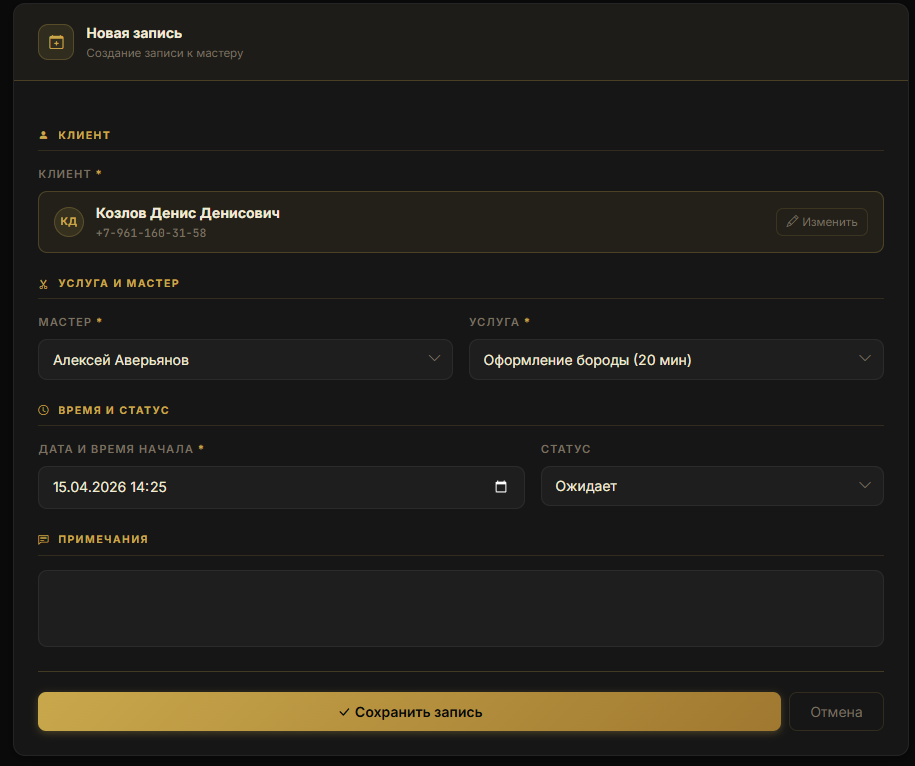 Новая запись
Создание записи к мастеру
КЛИЕНТ
КЛИЕНТ *
КД
Козлов Денис Денисович
+7-961-160-31-58
Изменить
УСЛУГА И МАСТЕР
МАСТЕР *
УСЛУГА *
Алексей Аверьянов
Оформление бороды (20 мин)
ВРЕМЯ И СТАТУС
ДАТА И ВРЕМЯ НАЧАЛА *
СТАТУС
15.04.2026 14:25
Ожидает
ПРИМЕЧАНИЯ
Сохранить запись
Отмена